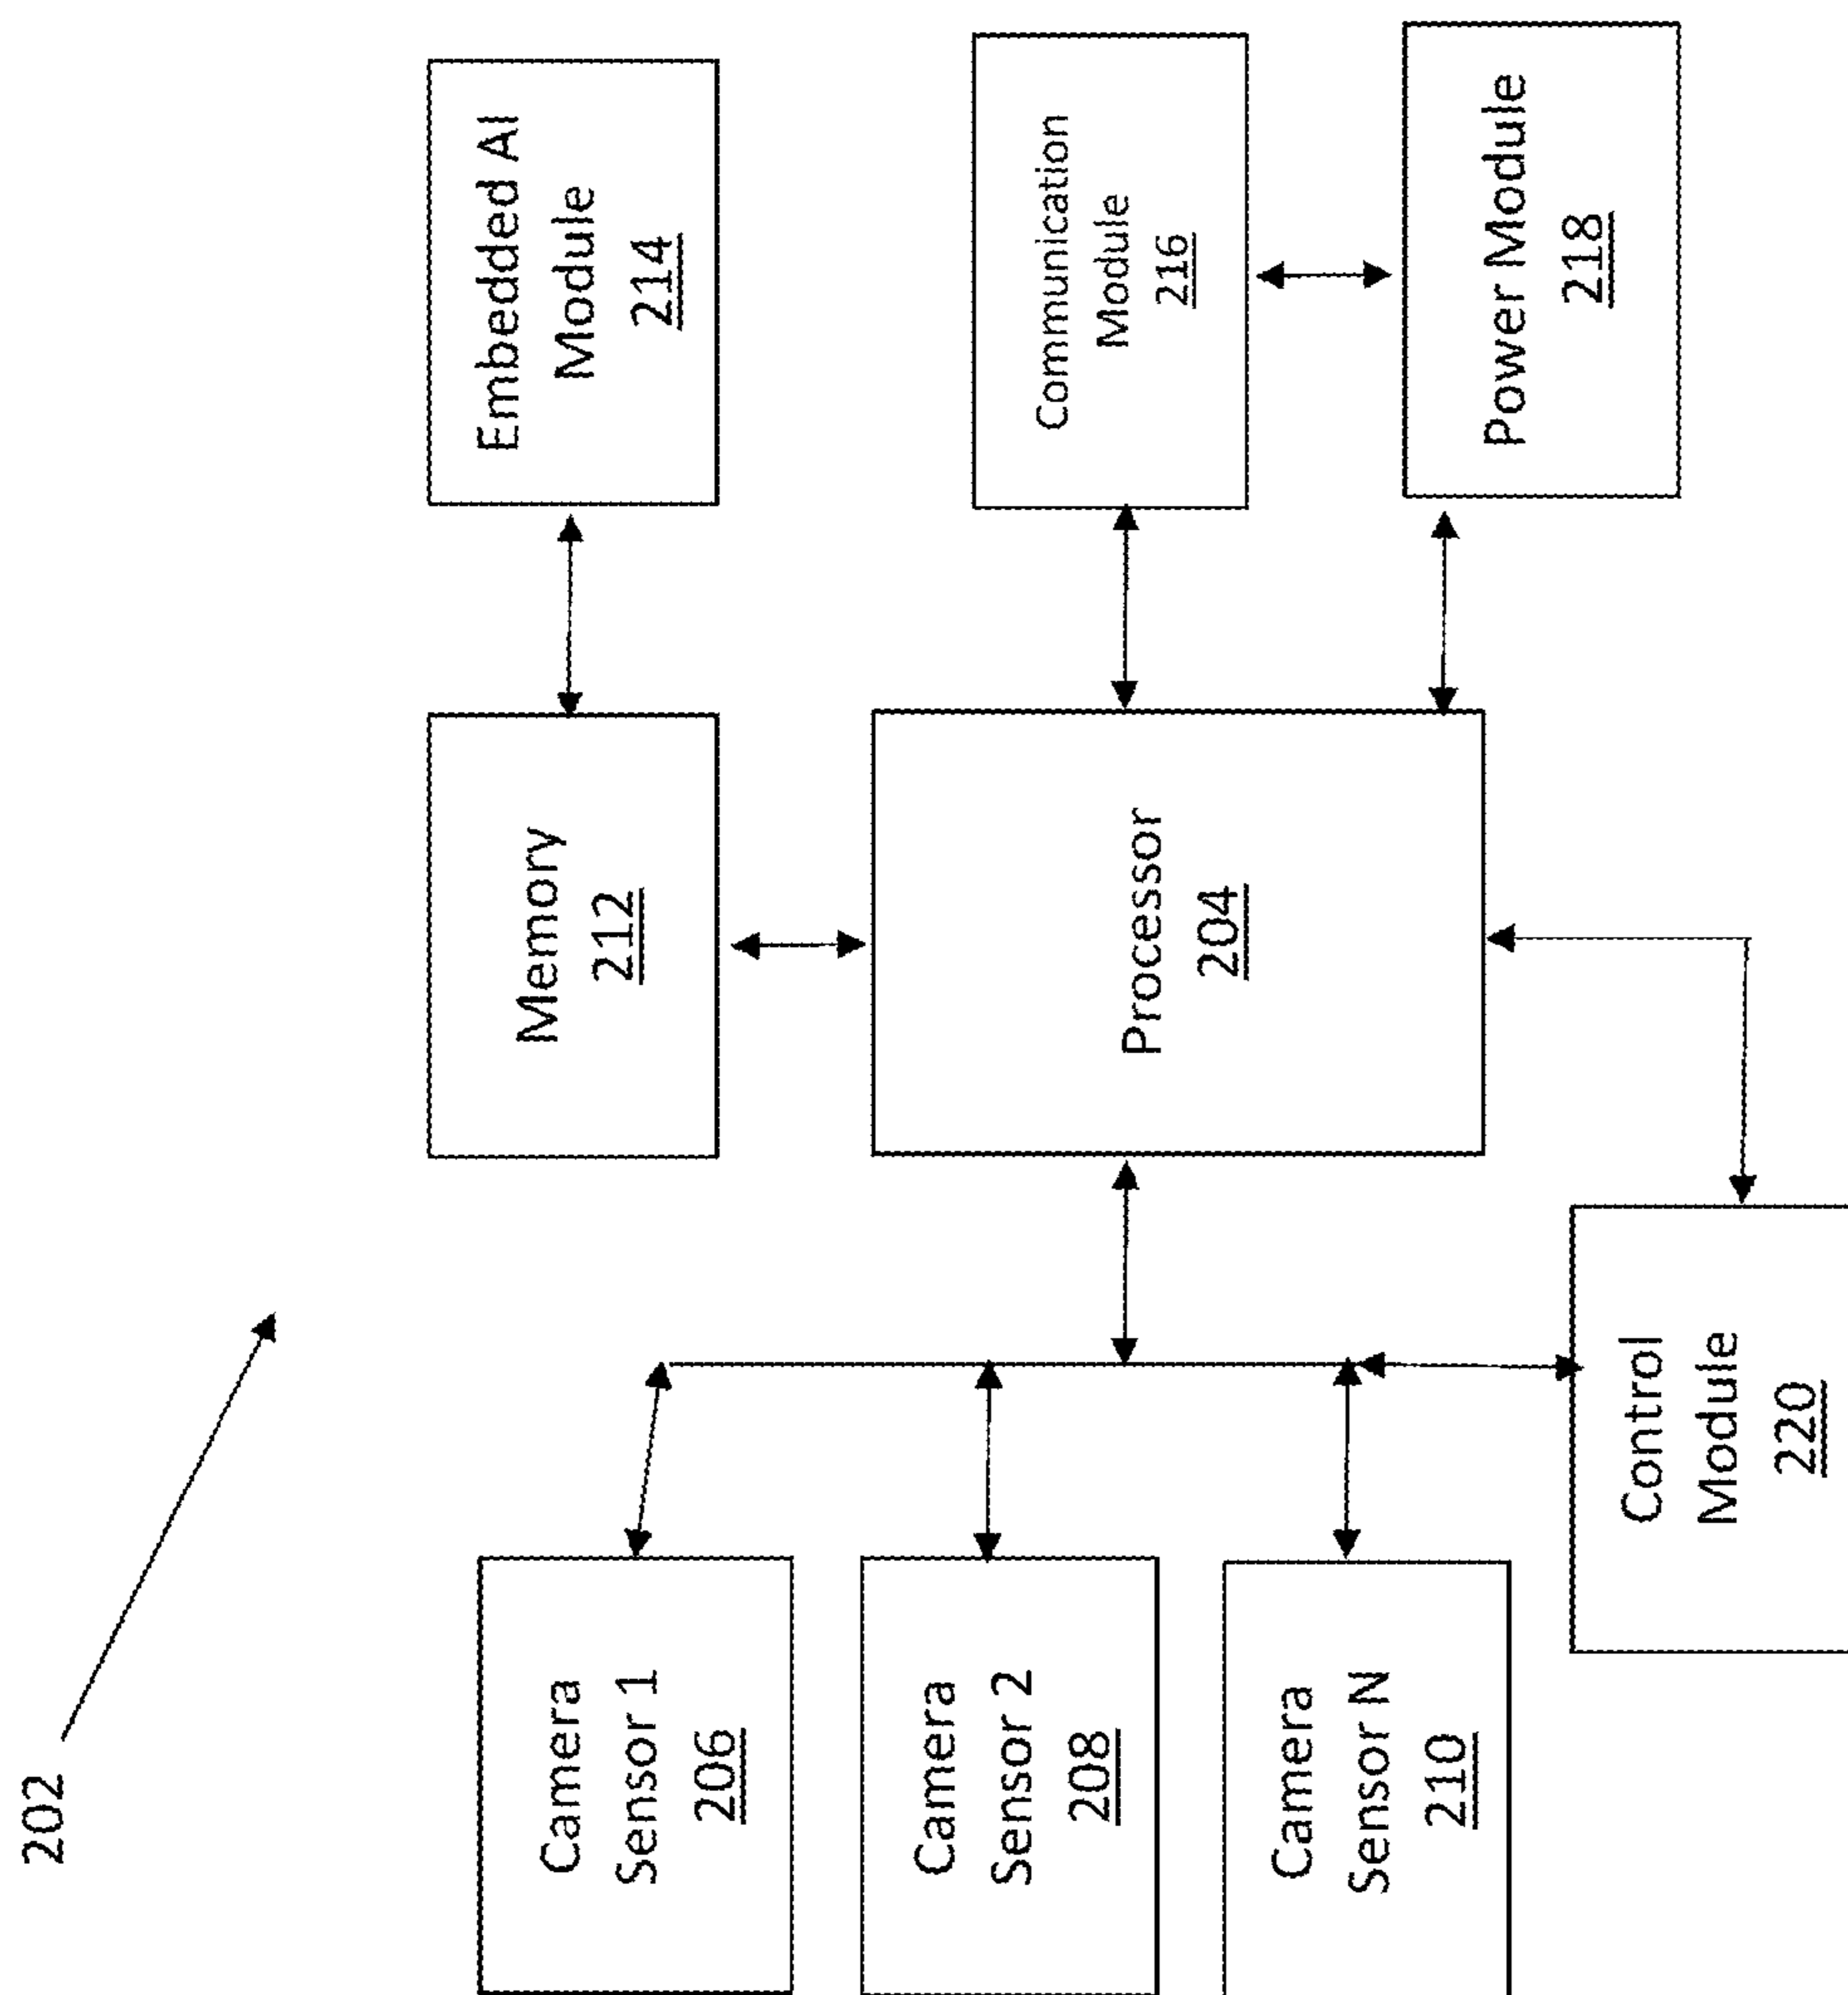 202
Camera
Sensor 1
206
Memory
212
Embedded AI
Module
214
Camera
Sensor 2
208
Processor
204
Communication
Module
216
Camera
Sensor N
210
Power Module
218
Control
Module
220